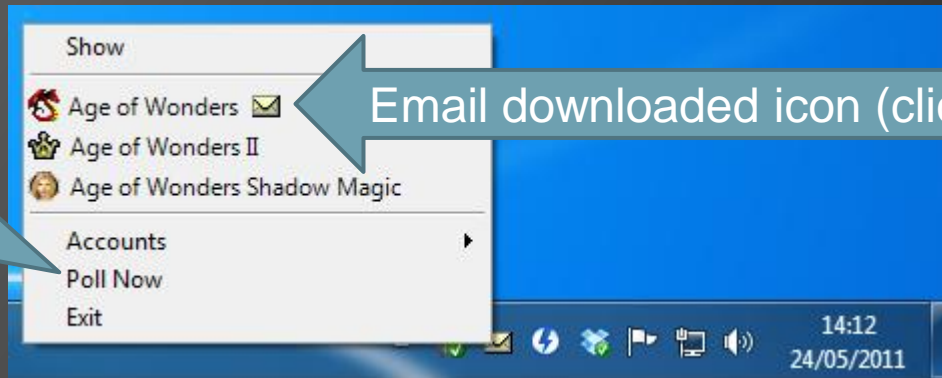 Show
Age of Wonders
Email downloaded icon (clic
Age of Wonders II
Age of Wonders Shadow Magic
Accounts
Poll Now
Exit
14:12
24/05/2011